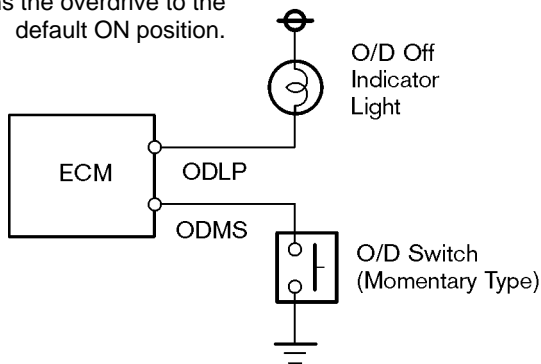 the overdrive to the
default ON position.
O/D Off
Indicator
Light
ECM
ODLP
ODMS
O/D Switch
(Momentary Type)